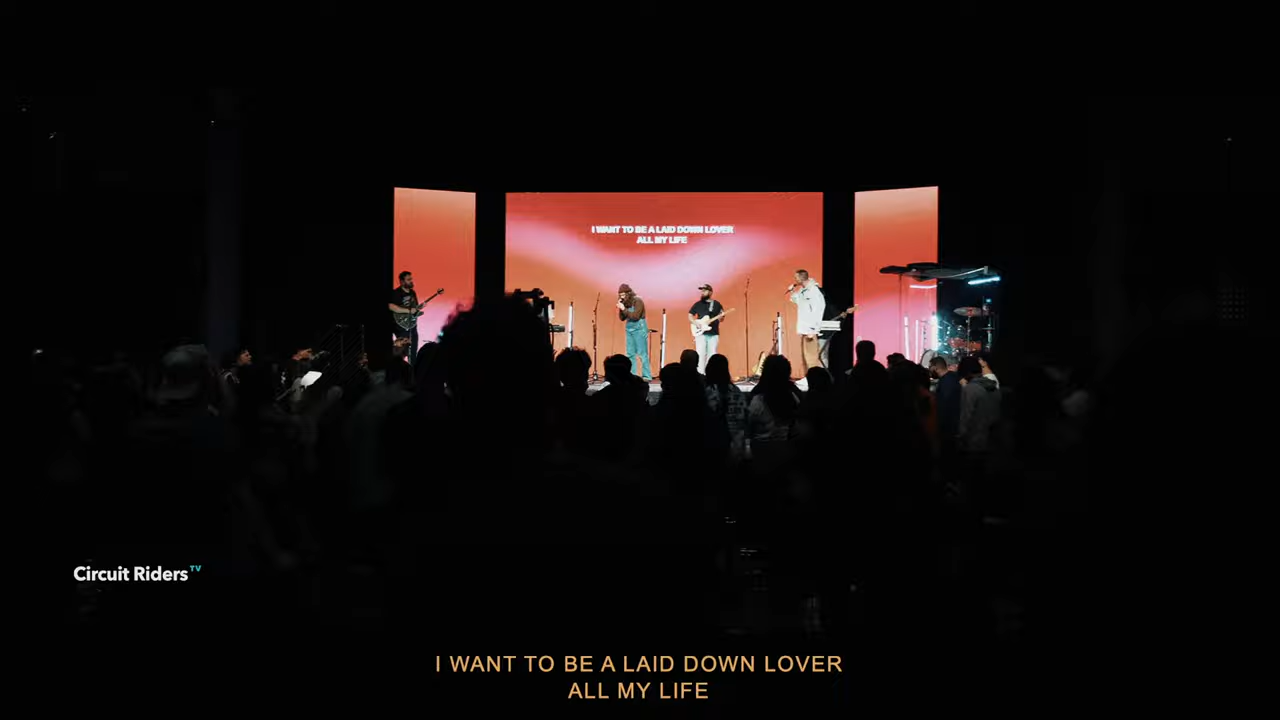 I WANT TO BE A LAID DOWN LOVER
ALL MY LIFE
Circuit Riders TV
I WANT TO BE A LAID DOWN LOVER
ALL MY LIFE